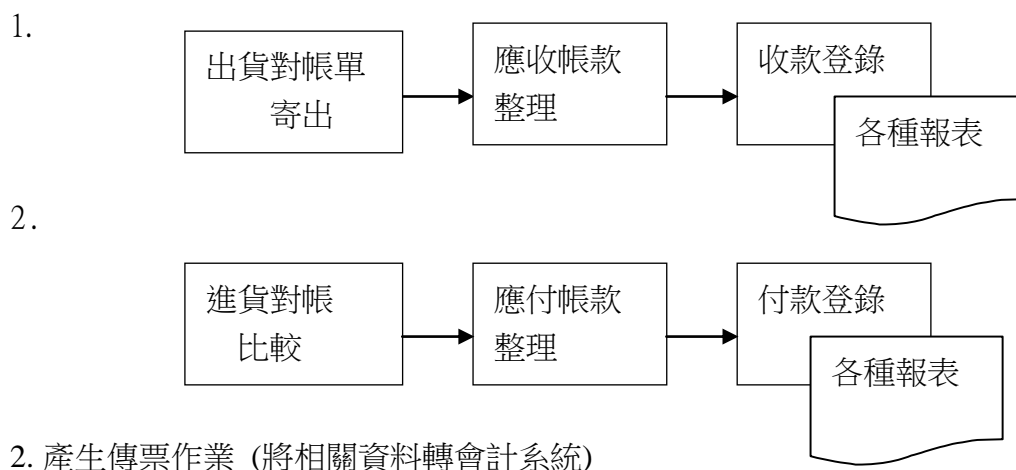 1.
出貨對帳單
寄出
應收帳款
整理
收款登錄
各種報表
2.
進貨對帳
比較
應付帳款
整理
付款登錄
各種報表
2. 產生傳票作業 (將相關資料轉會計系統)